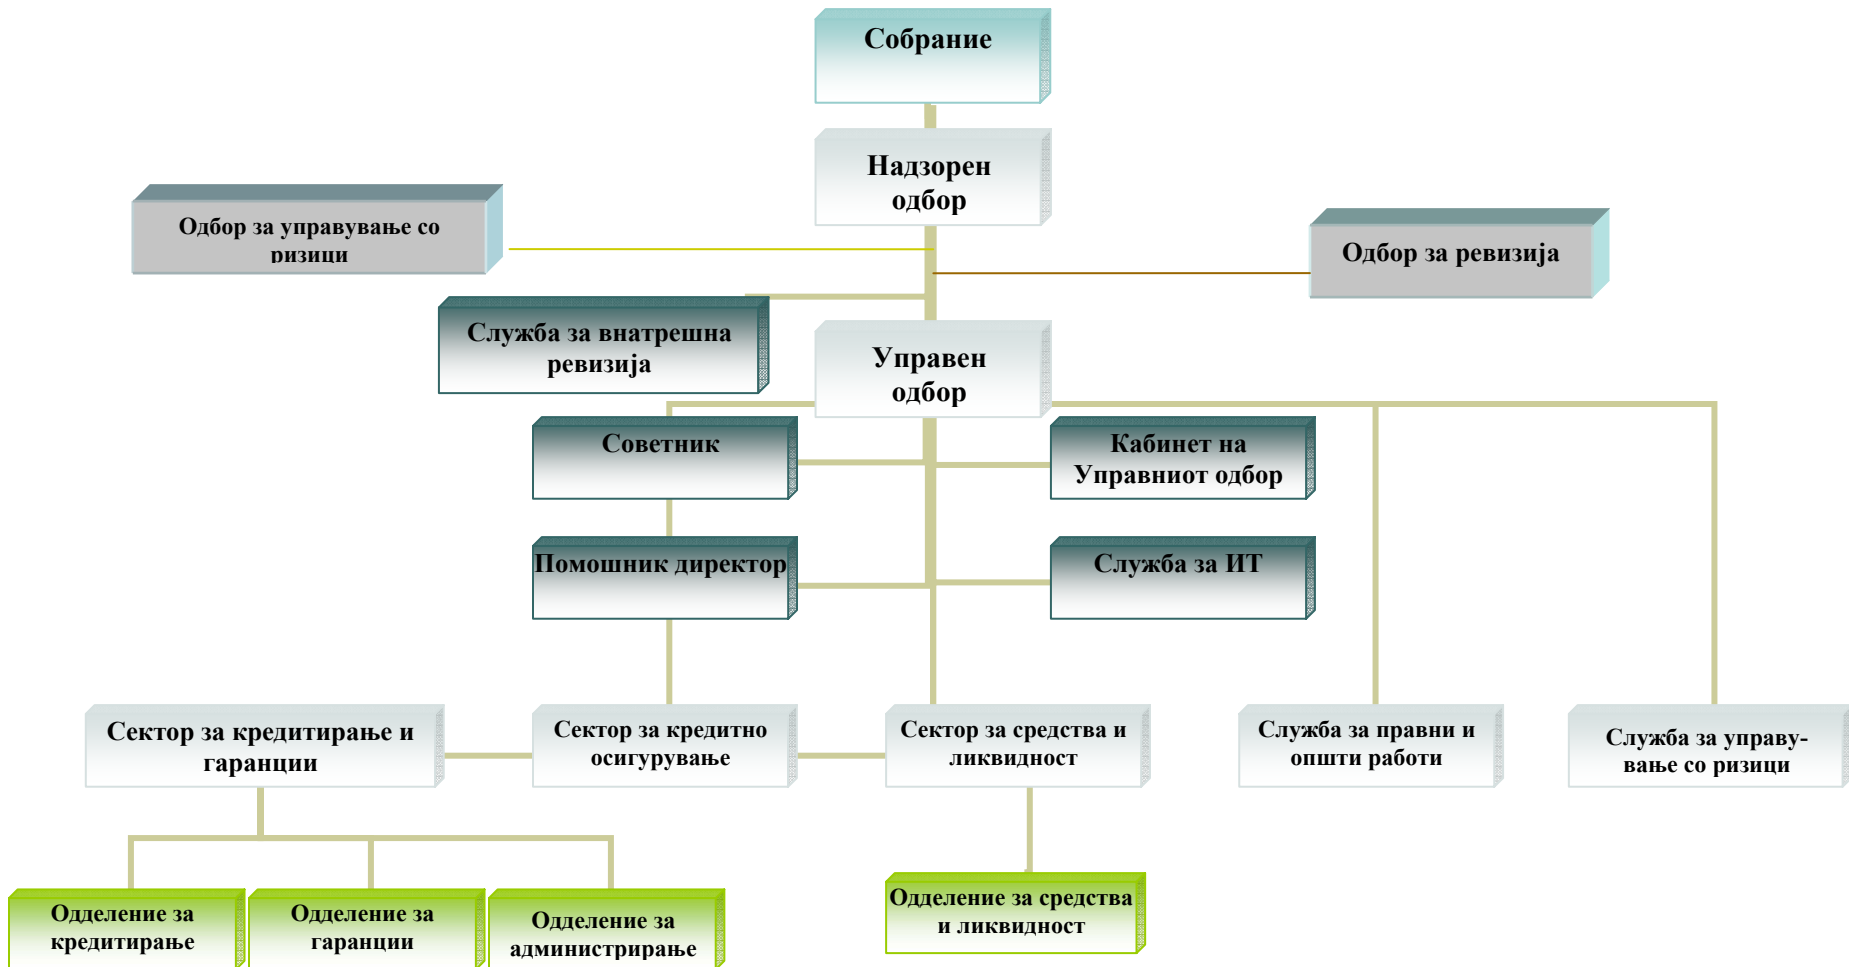 Собрание
Надзорен
одбор
Одбор за управување со
ризици
Одбор за ревизија
Служба за внатрешна
ревизија
Управен
одбор
Советник
Кабинет на
Управниот одбор
Помошник директор
Служба за ИТ
Сектор за кредитирање и
гаранции
Сектор за кредитно
осигурување
Сектор за средства и
ликвидност
Служба за правни и
општи работи
Служба за управу-
вање со ризици
Одделение за
кредитирање
Одделение за
гаранции
Одделение за
администрирање
Одделение за средства
и ликвидност